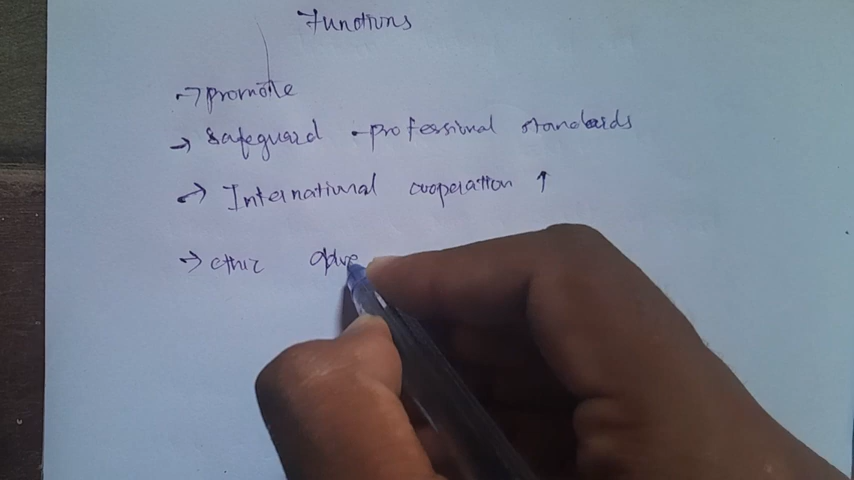 Functions
→ promote
→ safeguard professional standards
→ International cooperation ↑
→ ethic